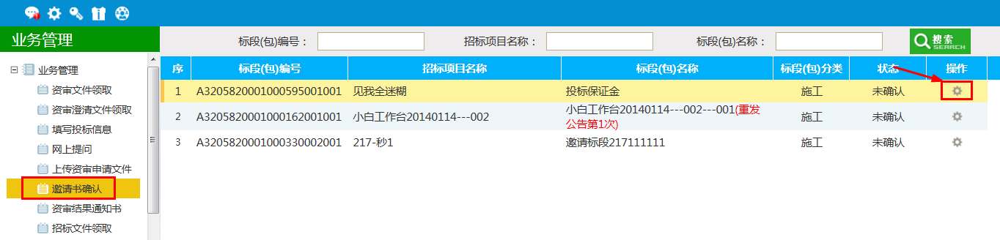 业务管理
标段(包)编号：
招标项目名称：
标段(包)名称：
搜索
SEARCH
业务管理
资审文件领取
资审澄清文件领取
填写投标信息
网上提问
上传资审申请文件
邀请书确认
资审结果通知书
招标文件领取
序 标段(包)编号 招标项目名称 标段(包)名称 标段(包)分类 状态 操作
1 A3205820001000595001001 见我全迷糊 投标保证金 施工 未确认
2 A3205820001000162001001 小白工作台20140114---002 小白工作台20140114---002---001(重发
公告第1次) 施工 未确认
3 A3205820001000330002001 217-秒1 邀请标段217111111 施工 未确认